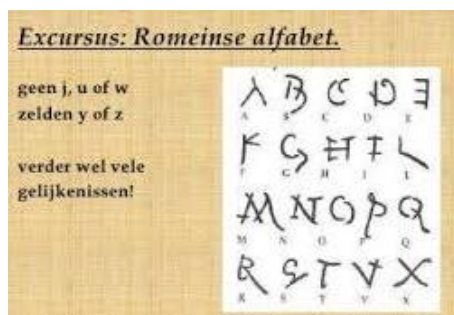 Excursus: Romeinse alfabet.
geen j, u of w
zelden y of z
verder wel vele
gelijkenissen!
A B C D E
A B C D E
F G H I L
F G H I L
M N O P Q
M N O P Q
R S T V X
R S T V X